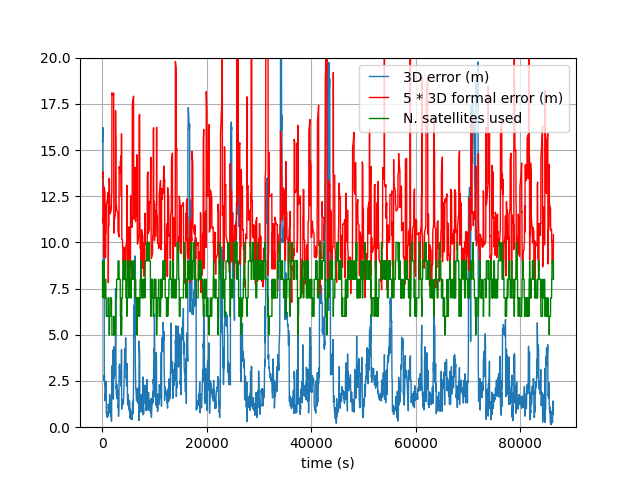 20.0
17.5
15.0
12.5
10.0
7.5
5.0
2.5
0.0
3D error (m)
5 * 3D formal error (m)
N. satellites used
0 20000 40000 60000 80000
time (s)